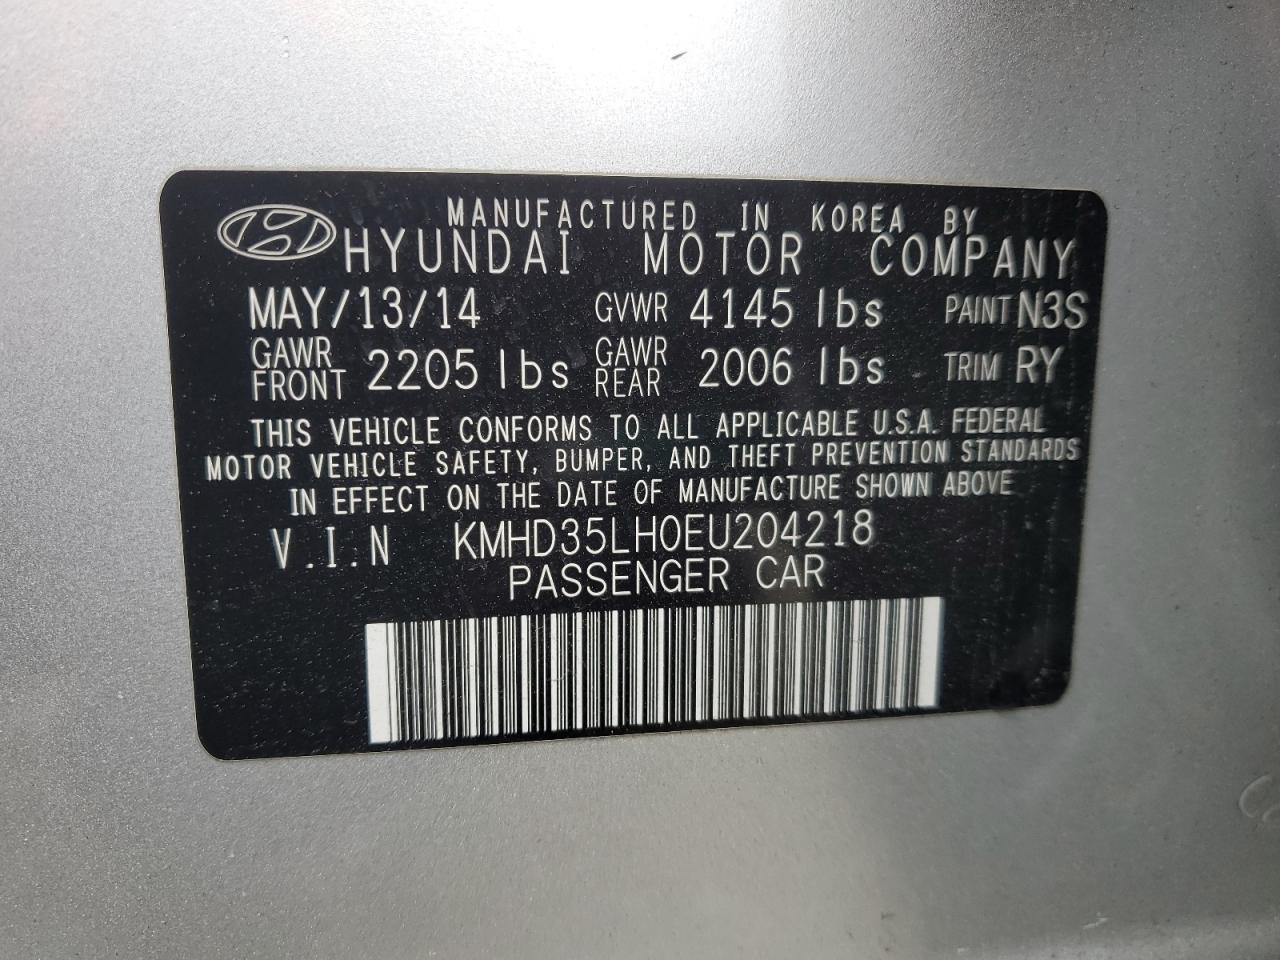 MANUFACTURED IN KOREA BY
HYUNDAI MOTOR COMPANY
MAY/13/14 GVWR 4145 lbs PAINT N3S
GAWR FRONT 2205 lbs GAWR REAR 2006 lbs TRIM RY
THIS VEHICLE CONFORMS TO ALL APPLICABLE U.S.A. FEDERAL
MOTOR VEHICLE SAFETY, BUMPER, AND THEFT PREVENTION STANDARDS
IN EFFECT ON THE DATE OF MANUFACTURE SHOWN ABOVE
V.I.N KMHD35LH0EU204218
PASSENGER CAR